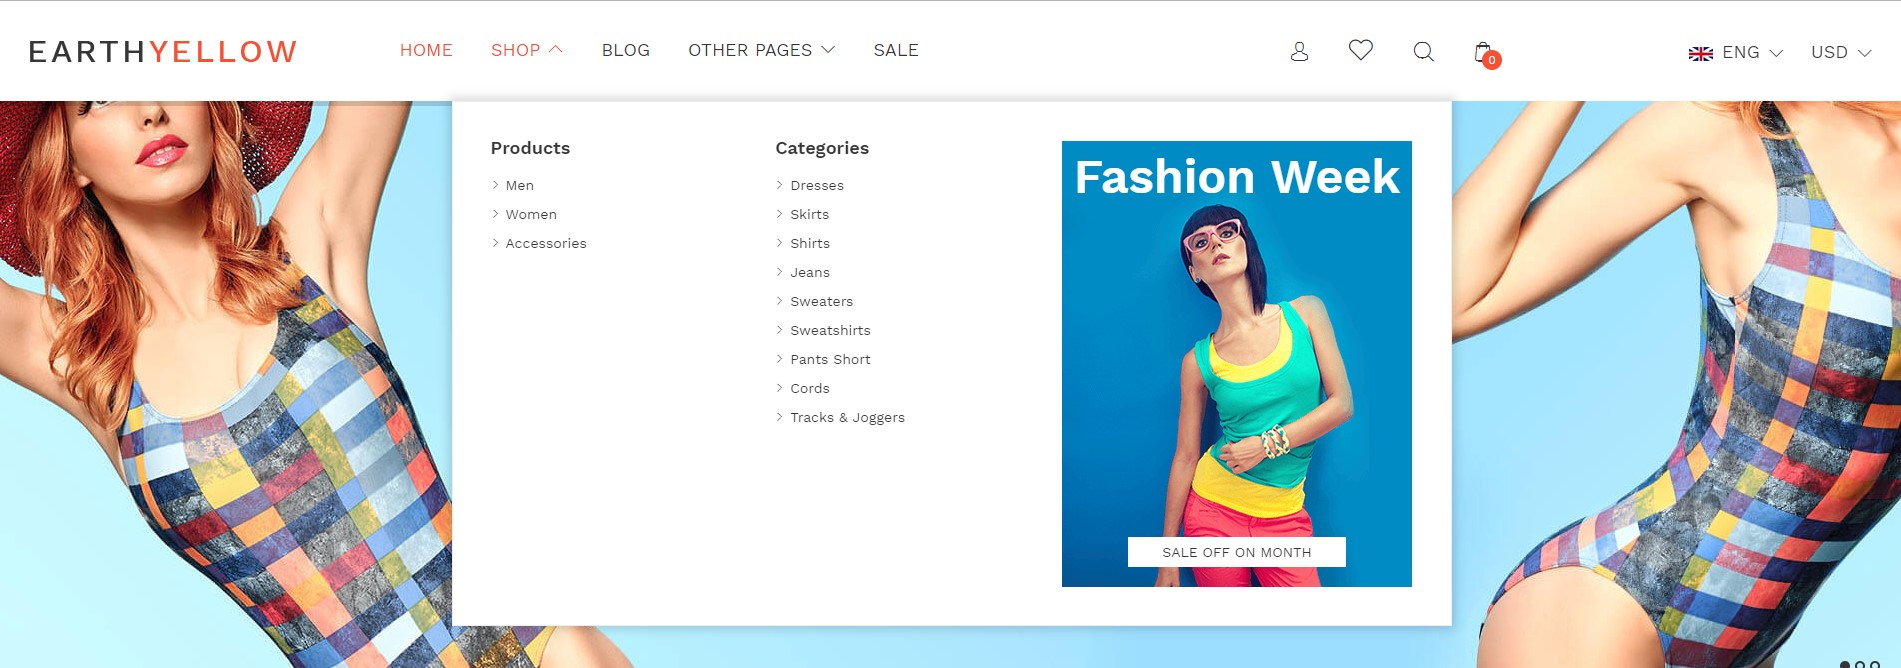 EARTHYELLOW
HOME SHOP BLOG OTHER PAGES SALE
0
ENG USD
Products
Men
Women
Accessories
Categories
Dresses
Skirts
Shirts
Jeans
Sweaters
Sweatshirts
Pants Short
Cords
Tracks & Joggers
Fashion Week
SALE OFF ON MONTH